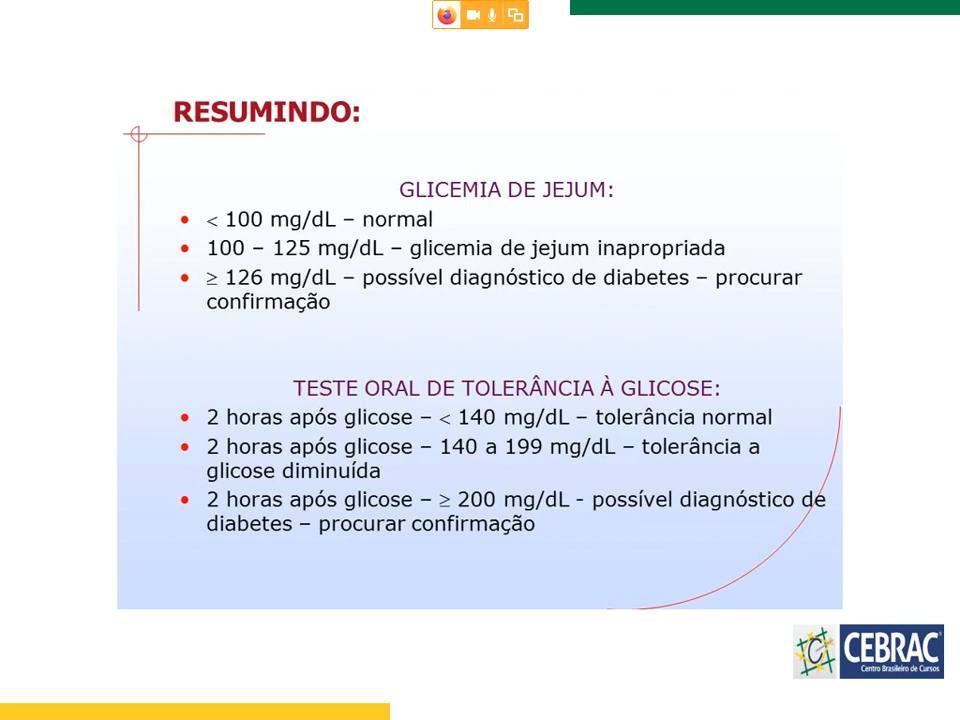 RESUMINDO:
GLICEMIA DE JEJUM:
• < 100 mg/dL – normal
• 100 – 125 mg/dL – glicemia de jejum inapropriada
• ≥ 126 mg/dL – possível diagnóstico de diabetes – procurar
confirmação
TESTE ORAL DE TOLERÂNCIA À GLICOSE:
• 2 horas após glicose – < 140 mg/dL – tolerância normal
• 2 horas após glicose – 140 a 199 mg/dL – tolerância a
glicose diminuída
• 2 horas após glicose – ≥ 200 mg/dL - possível diagnóstico de
diabetes – procurar confirmação
C
CEBRAC®
Centro Brasileiro de Cursos